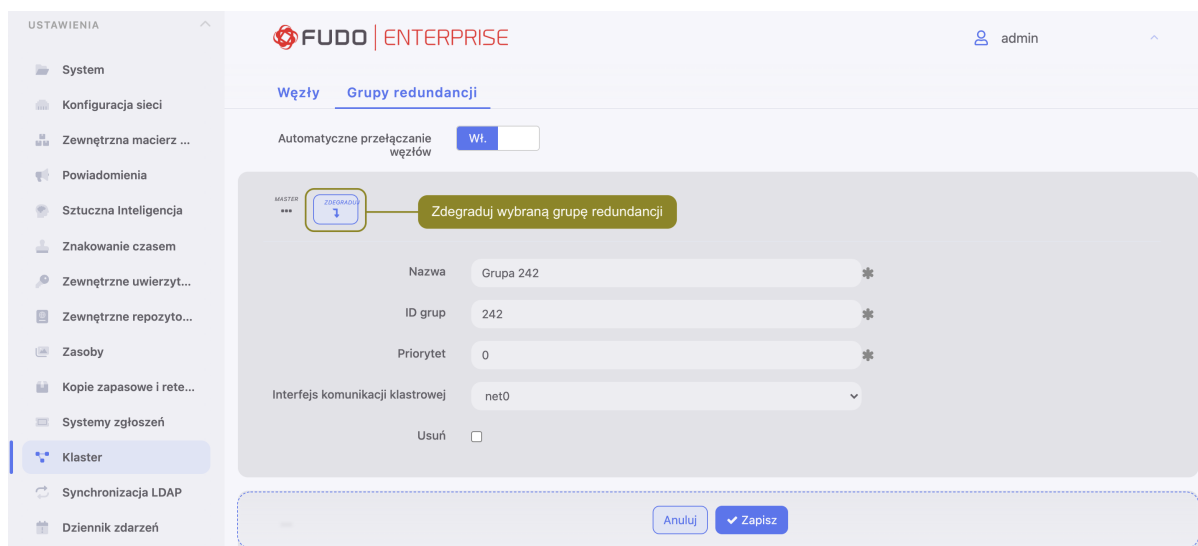 USTAWIENIA
System
Konfiguracja sieci
Zewnętrzna macierz ...
Powiadomienia
Sztuczna Inteligencja
Znakowanie czasem
Zewnętrzne uwierzyt...
Zewnętrzne repozyto...
Zasoby
Kopie zapasowe i rete...
Systemy zgłoszeń
Klaster
Synchronizacja LDAP
Dziennik zdarzeń
FUDO | ENTERPRISE
admin
Węzły
Grupy redundancji
Automatyczne przełączanie
węzłów
Wł.
MASTER
ZDEGRADUJ
Zdegraduj wybraną grupę redundancji
Nazwa
Grupa 242
ID grup
242
Priorytet
0
Interfejs komunikacji klastrowej
net0
Usuń
Anuluj
Zapisz